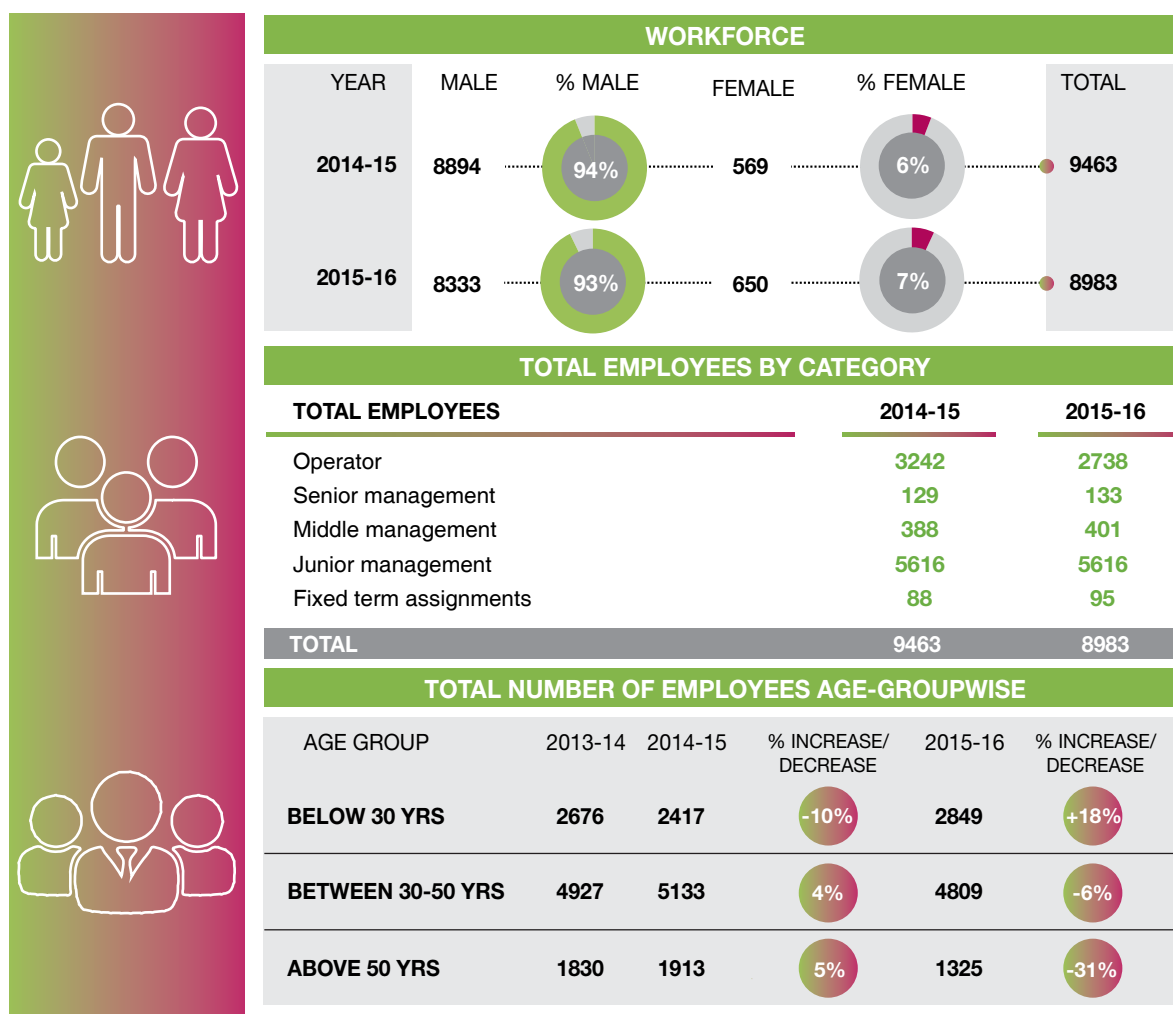 WORKFORCE
YEAR MALE % MALE FEMALE % FEMALE TOTAL
2014-15 8894 94% 569 6% 9463
2015-16 8333 93% 650 7% 8983
TOTAL EMPLOYEES BY CATEGORY
TOTAL EMPLOYEES 2014-15 2015-16
Operator 3242 2738
Senior management 129 133
Middle management 388 401
Junior management 5616 5616
Fixed term assignments 88 95
TOTAL 9463 8983
TOTAL NUMBER OF EMPLOYEES AGE-GROUPWISE
AGE GROUP 2013-14 2014-15 % INCREASE/ 2015-16 % INCREASE/
DECREASE DECREASE
BELOW 30 YRS 2676 2417 -10% 2849 +18%
BETWEEN 30-50 YRS 4927 5133 4% 4809 -6%
ABOVE 50 YRS 1830 1913 5% 1325 -31%